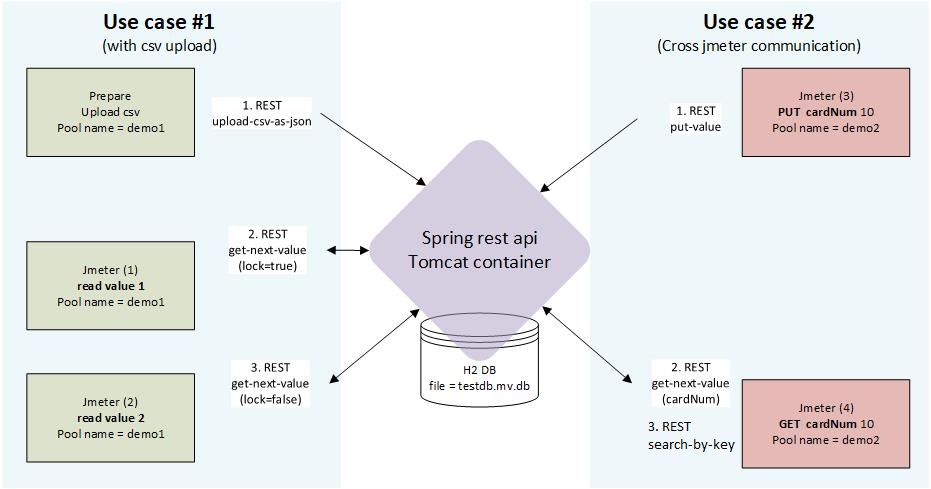 Use case #1
(with csv upload)
Prepare
Upload csv
Pool name = demo1
1. REST
upload-csv-as-json
2. REST
get-next-value
(lock=true)
Jmeter (1)
read value 1
Pool name = demo1
3. REST
get-next-value
(lock=false)
Jmeter (2)
read value 2
Pool name = demo1
Spring rest api
Tomcat container
H2 DB
file = testdb.mv.db
Use case #2
(Cross jmeter communication)
1. REST
put-value
Jmeter (3)
PUT cardNum 10
Pool name = demo2
2. REST
get-next-value
(cardNum)
3. REST
search-by-key
Jmeter (4)
GET cardNum 10
Pool name = demo2